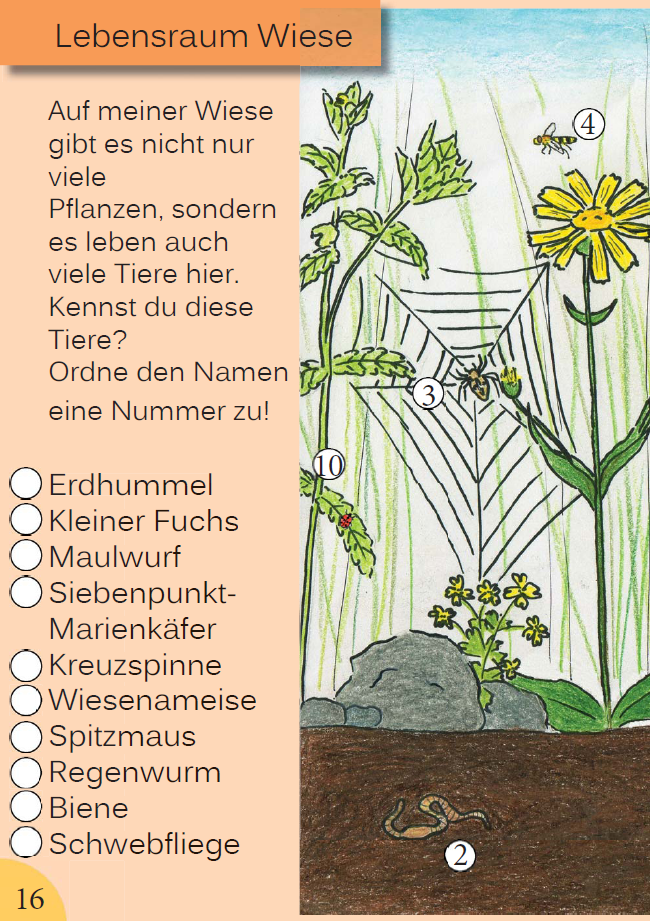 Lebensraum Wiese
Auf meiner Wiese
gibt es nicht nur
viele
Pflanzen, sondern
es leben auch
viele Tiere hier.
Kennst du diese
Tiere?
Ordne den Namen
eine Nummer zu!
Erdhummel
Kleiner Fuchs
Maulwurf
Siebenpunkt-
Marienkäfer
Kreuzspinne
Wiesenameise
Spitzmaus
Regenwurm
Biene
Schwebfliege
16
4
3
10
2